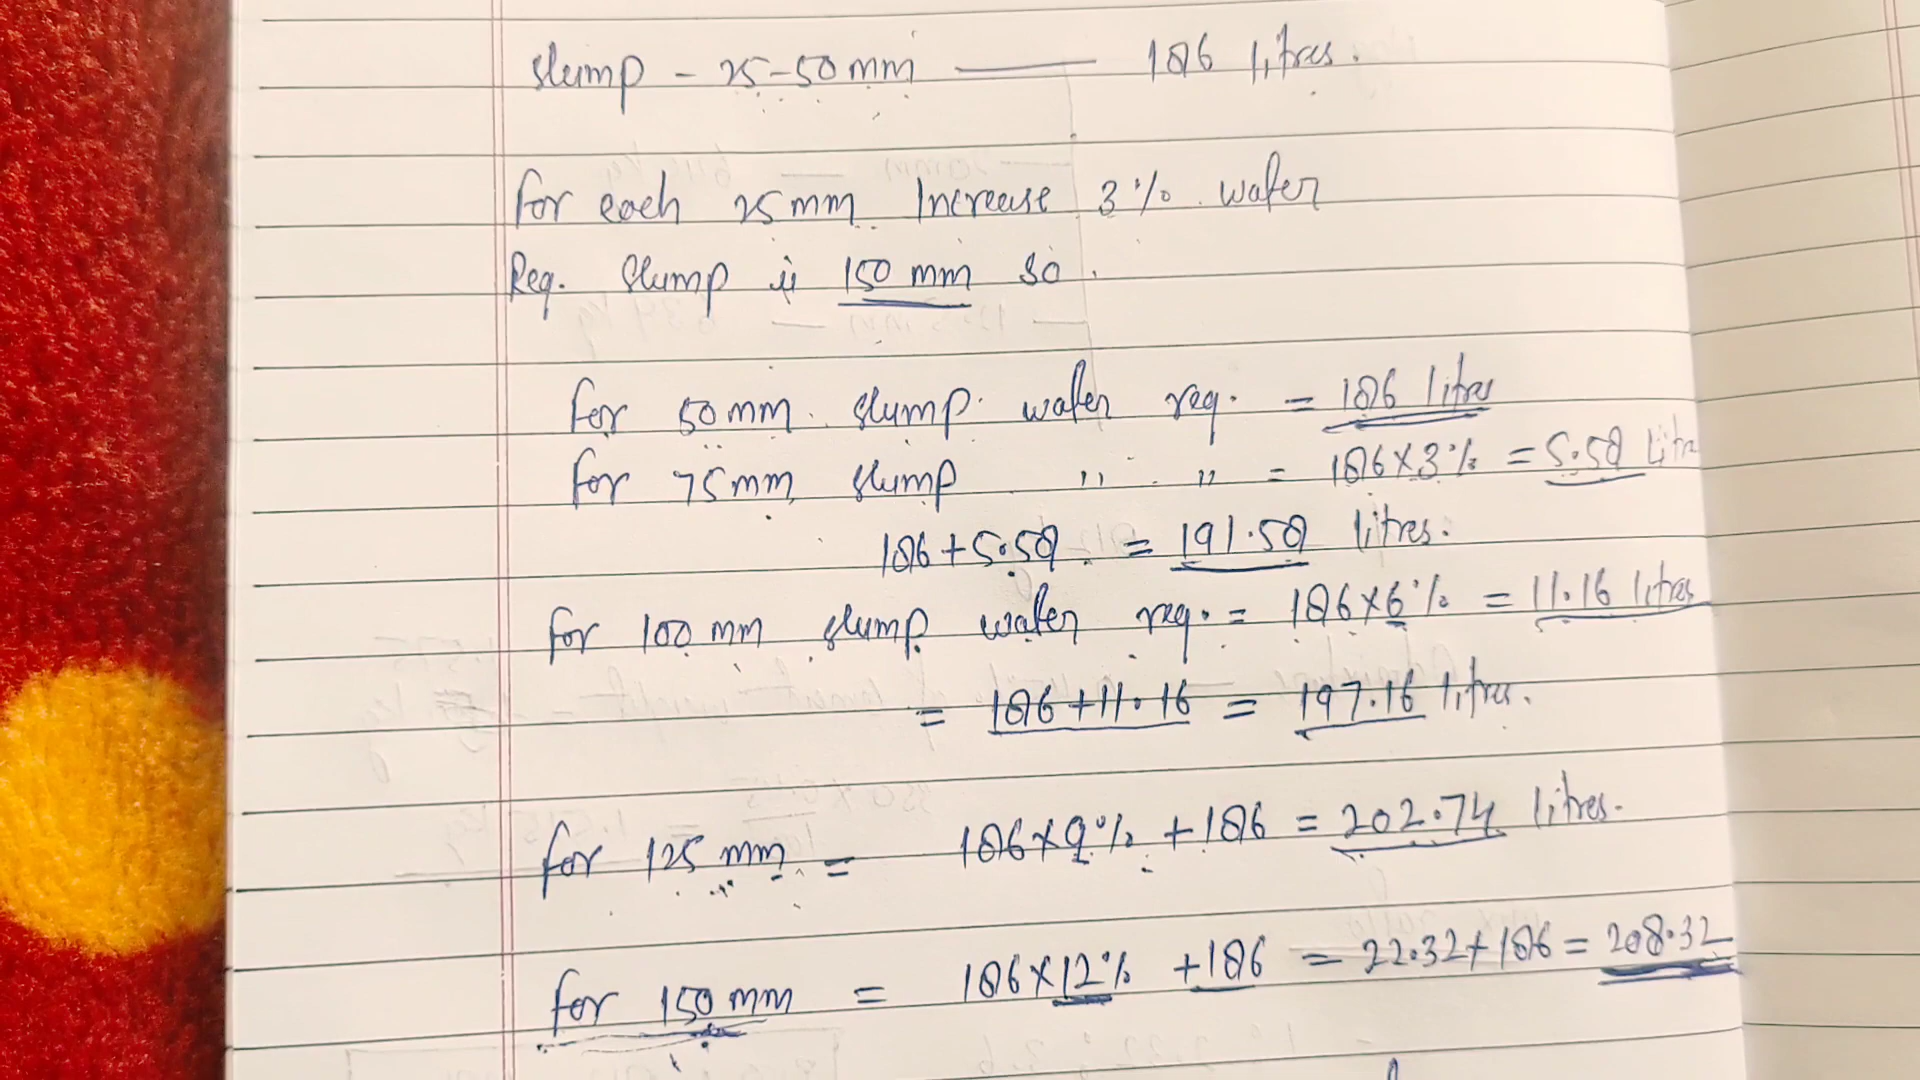 slump - 25-50 mm —— 186 litres.
for each 25 mm Increase 3% water
Req. Slump is 150 mm so.
for 50 mm. slump. water req. = 186 litres
for 75 mm slump ,, ,, = 186×3% = 5.58 Litre
186+5.58 = 191.58 litres.
for 100 mm slump water req. = 186×6% = 11.16 litres
= 186+11.16 = 197.16 litres.
for 125 mm = 186×9% +186 = 202.74 litres.
for 150 mm = 186×12% +186 = 22.32+186 = 208.32